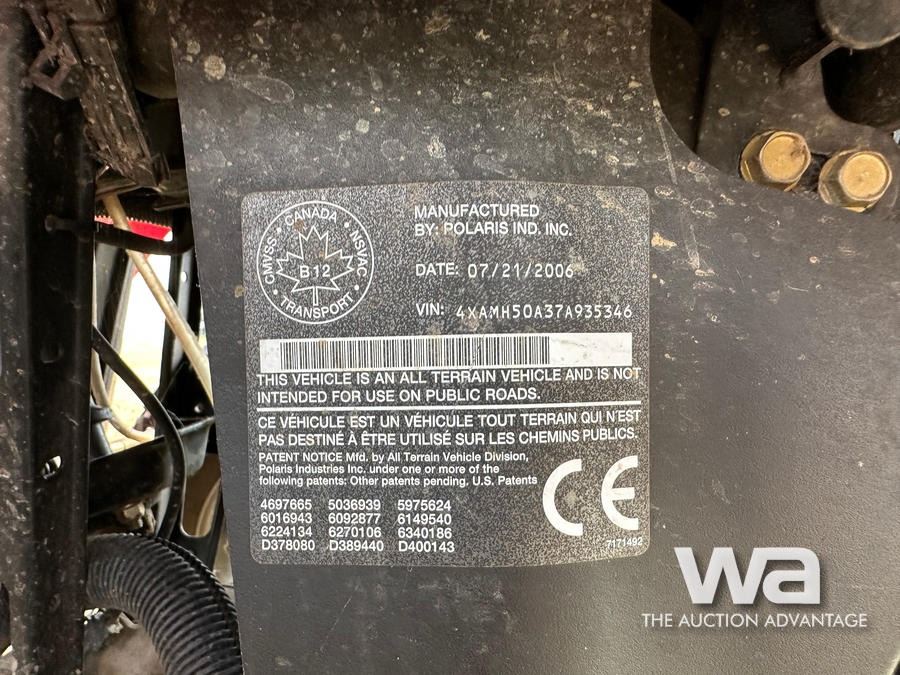 CANADA
CMVSS
NSVAC
B12
TRANSPORT
MANUFACTURED
BY: POLARIS IND. INC.
DATE: 07/21/2006
VIN: 4XAMH50A37A935346
THIS VEHICLE IS AN ALL TERRAIN VEHICLE AND IS NOT
INTENDED FOR USE ON PUBLIC ROADS.
CE VÉHICULE EST UN VÉHICULE TOUT TERRAIN QUI N'EST
PAS DESTINÉ À ÊTRE UTILISÉ SUR LES CHEMINS PUBLICS.
PATENT NOTICE Mfd. by All Terrain Vehicle Division,
Polaris Industries Inc. under one or more of the
following patents: Other patents pending. U.S. Patents
4697665 5036939 5975624
6016943 6092877 6149540
6224134 6270106 6340186
D378080 D389440 D400143
CE
7171492
wa
THE AUCTION ADVANTAGE